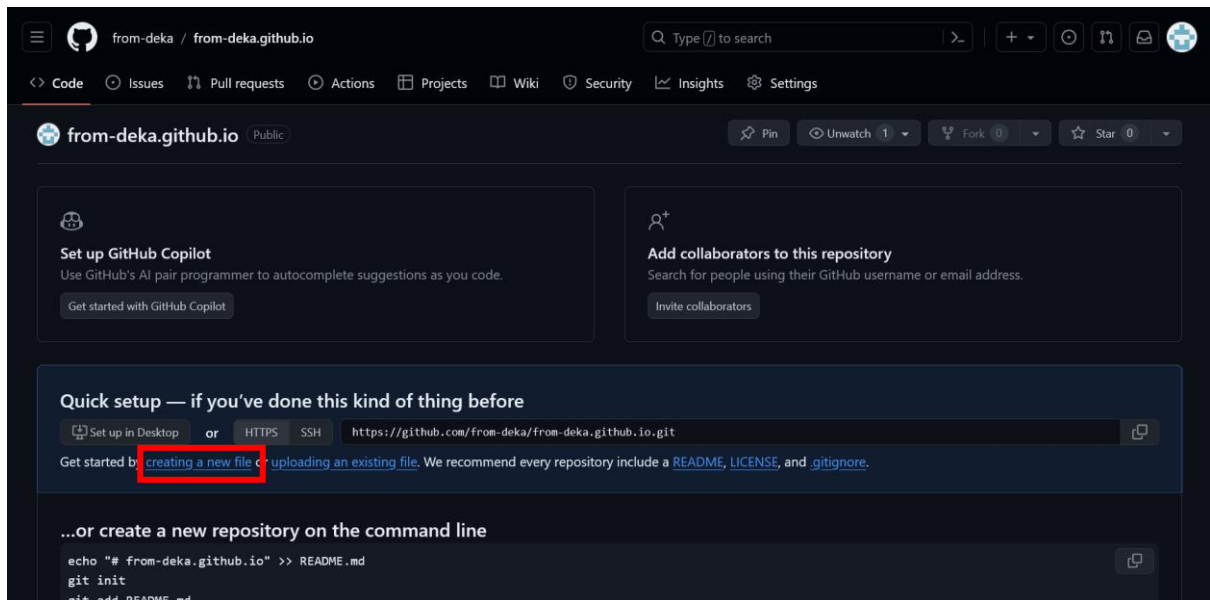 from-deka / from-deka.github.io
Type / to search
Code Issues Pull requests Actions Projects Wiki Security Insights Settings
from-deka.github.io Public
Pin Unwatch 1 Fork 0 Star 0
Set up GitHub Copilot
Use GitHub's AI pair programmer to autocomplete suggestions as you code.
Get started with GitHub Copilot
Add collaborators to this repository
Search for people using their GitHub username or email address.
Invite collaborators
Quick setup — if you've done this kind of thing before
Set up in Desktop or HTTPS SSH https://github.com/from-deka/from-deka.github.io.git
Get started by creating a new file or uploading an existing file. We recommend every repository include a README, LICENSE, and .gitignore.
...or create a new repository on the command line
echo "# from-deka.github.io" >> README.md
git init
git add README.md